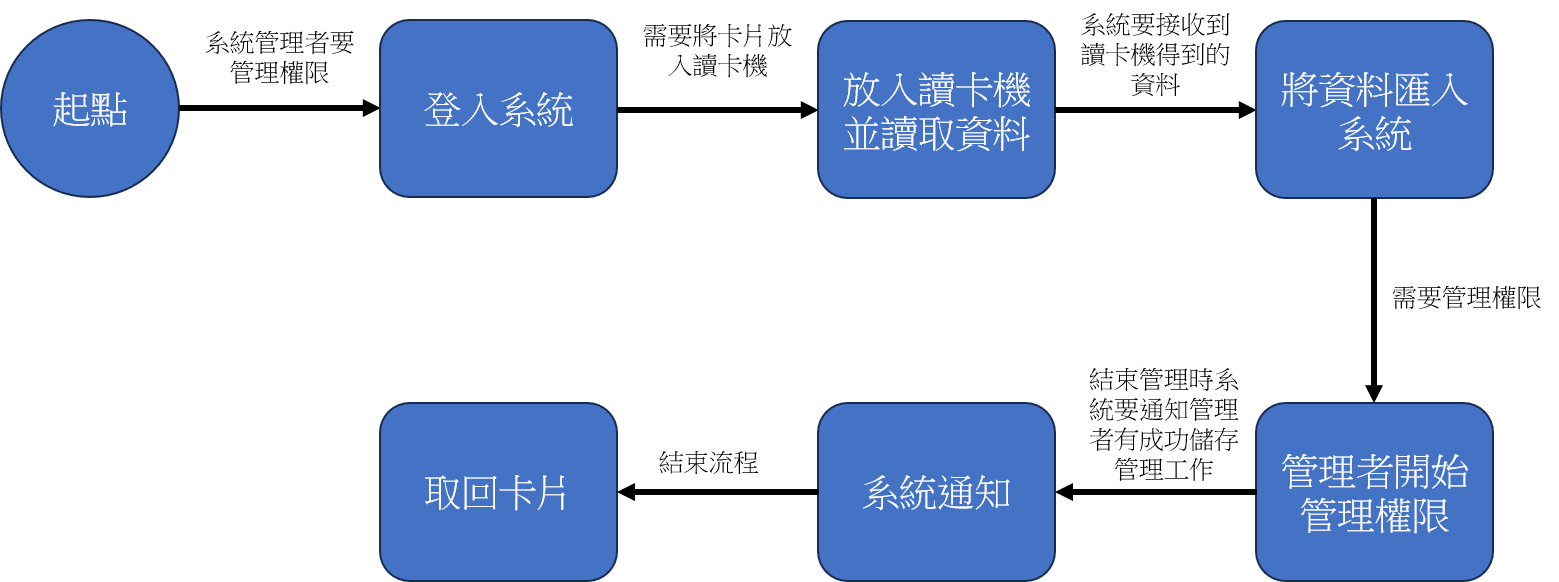 起點
系統管理者要
管理權限
登入系統
需要將卡片放
入讀卡機
放入讀卡機
並讀取資料
系統要接收到
讀卡機得到的
資料
將資料匯入
系統
需要管理權限
管理者開始
管理權限
結束管理時系
統要通知管理
者有成功儲存
管理工作
系統通知
結束流程
取回卡片